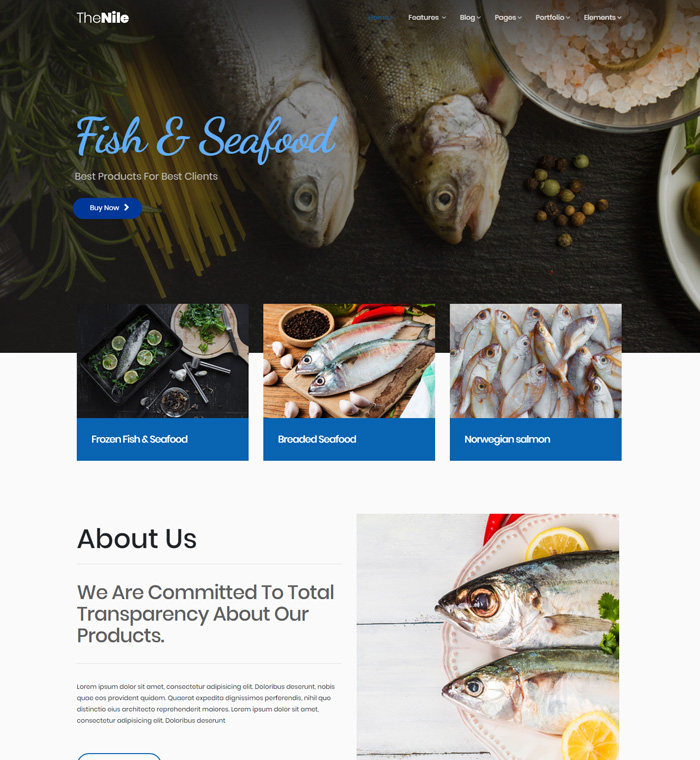 TheNile
Home Features Blog Pages Portfolio Elements
Fish & Seafood
Best Products For Best Clients
Buy Now
Frozen Fish & Seafood
Breaded Seafood
Norwegian salmon
About Us
We Are Committed To Total
Transparency About Our
Products.
Lorem ipsum dolor sit amet, consectetur adipisicing elit. Doloribus deserunt, nobis
quae eos provident quidem. Quaerat expedita dignissimos perferendis, nihil quo
distinctio eius architecto reprehenderit maiores. Lorem ipsum dolor sit amet,
consectetur adipisicing elit. Doloribus deserunt